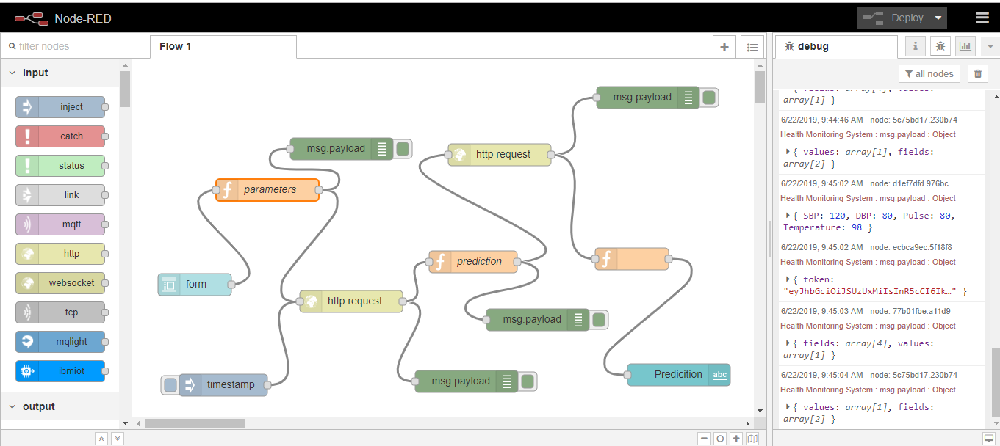 Node-RED
Deploy
filter nodes
Flow 1
debug
i
all nodes
input
inject
catch
status
link
mqtt
http
websocket
tcp
mqlight
ibmiot
output
msg.payload
msg.payload
http request
f parameters
form
f prediction
http request
f
msg.payload
timestamp
msg.payload
Predicition abc
array[1] }
6/22/2019, 9:44:46 AM node: 5c75bd17.230b74
Health Monitoring System : msg.payload : Object
{ values: array[1], fields:
array[2] }
6/22/2019, 9:45:02 AM node: d1ef7dfd.976bc
Health Monitoring System : msg.payload : Object
{ SBP: 120, DBP: 80, Pulse: 80,
Temperature: 98 }
6/22/2019, 9:45:02 AM node: ecbca9ec.5f18f8
Health Monitoring System : msg.payload : Object
{ token:
"eyJhbGciOiJSUzUxMiIsInR5cCI6Ik…" }
6/22/2019, 9:45:03 AM node: 77b01fbe.a11d9
Health Monitoring System : msg.payload : Object
{ fields: array[4], values:
array[1] }
6/22/2019, 9:45:04 AM node: 5c75bd17.230b74
Health Monitoring System : msg.payload : Object
{ values: array[1], fields:
array[2] }